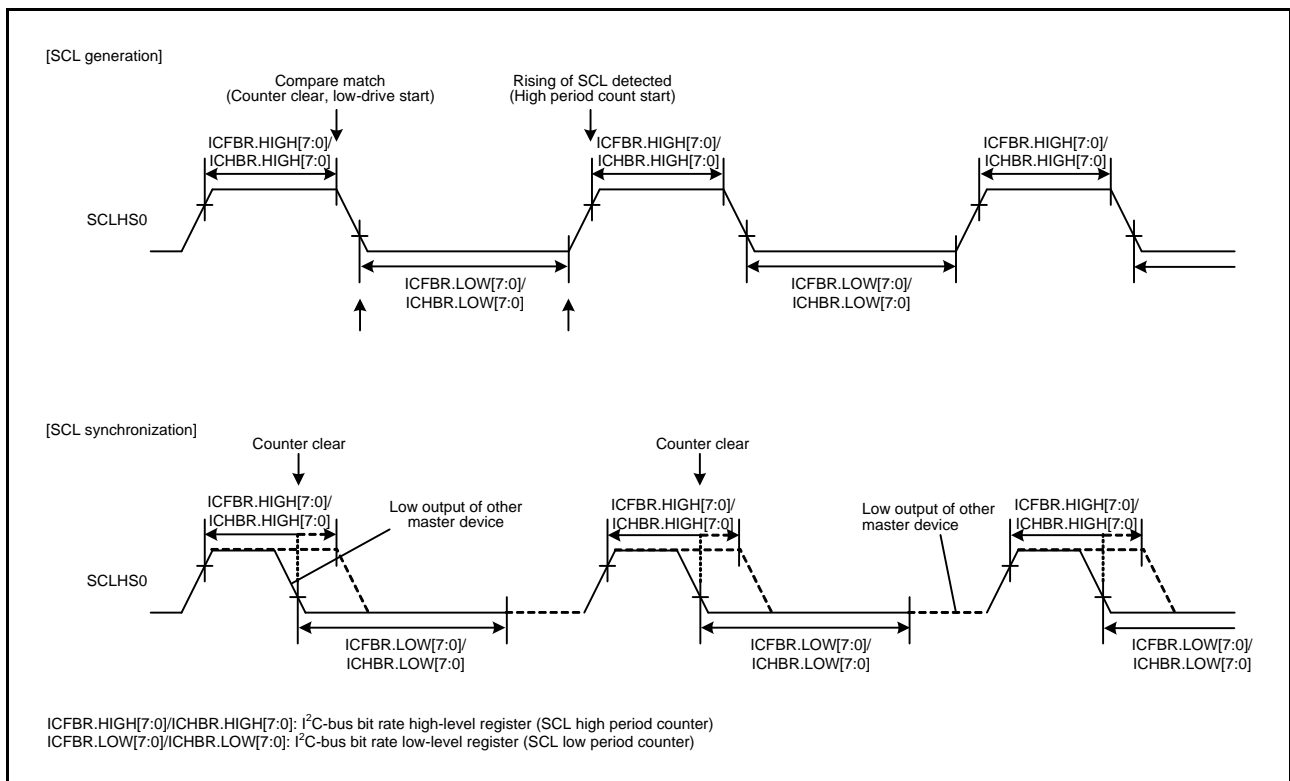 [SCL generation]
Compare match
(Counter clear, low-drive start)
Rising of SCL detected
(High period count start)
ICFBR.HIGH[7:0]/
ICHBR.HIGH[7:0]
ICFBR.HIGH[7:0]/
ICHBR.HIGH[7:0]
ICFBR.HIGH[7:0]/
ICHBR.HIGH[7:0]
SCLHS0
ICFBR.LOW[7:0]/
ICHBR.LOW[7:0]
ICFBR.LOW[7:0]/
ICHBR.LOW[7:0]
[SCL synchronization]
Counter clear
Counter clear
ICFBR.HIGH[7:0]/
ICHBR.HIGH[7:0]
Low output of other
master device
ICFBR.HIGH[7:0]/
ICHBR.HIGH[7:0]
Low output of other
master device
ICFBR.HIGH[7:0]/
ICHBR.HIGH[7:0]
SCLHS0
ICFBR.LOW[7:0]/
ICHBR.LOW[7:0]
ICFBR.LOW[7:0]/
ICHBR.LOW[7:0]
ICFBR.LOW[7:0]/
ICHBR.LOW[7:0]
ICFBR.HIGH[7:0]/ICHBR.HIGH[7:0]: I²C-bus bit rate high-level register (SCL high period counter)
ICFBR.LOW[7:0]/ICHBR.LOW[7:0]: I²C-bus bit rate low-level register (SCL low period counter)